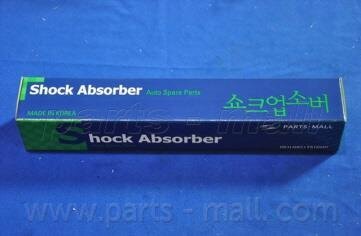 Shock Absorber Auto Spare Parts
쇼크업소버
MADE IN KOREA
PARTS-MALL
Shock Absorber
www.parts-mall.com